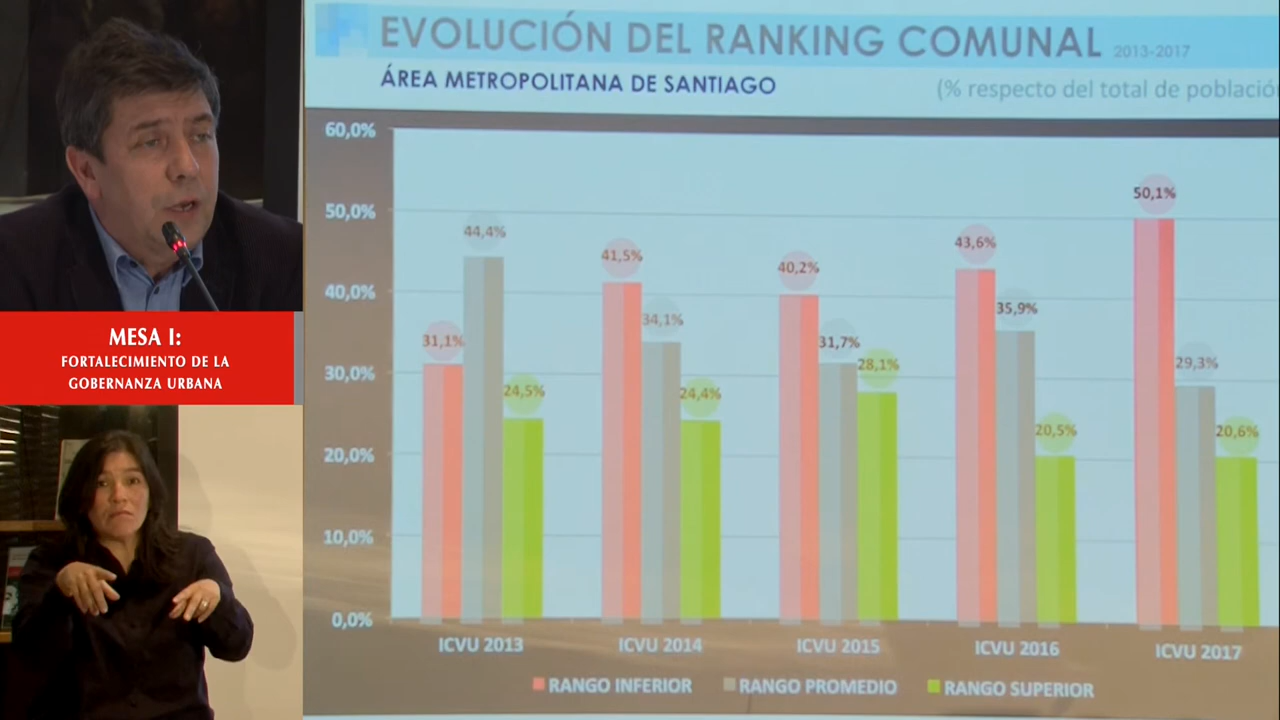 EVOLUCIÓN DEL RANKING COMUNAL 2013-2017
ÁREA METROPOLITANA DE SANTIAGO
(% respecto del total de població
60,0%
50,0%
40,0%
30,0%
20,0%
10,0%
0,0%
31,1%
44,4%
24,5%
41,5%
34,1%
24,4%
40,2%
31,7%
28,1%
43,6%
35,9%
20,5%
50,1%
29,3%
20,6%
ICVU 2013
ICVU 2014
ICVU 2015
ICVU 2016
ICVU 2017
RANGO INFERIOR
RANGO PROMEDIO
RANGO SUPERIOR
MESA I:
FORTALECIMIENTO DE LA
GOBERNANZA URBANA